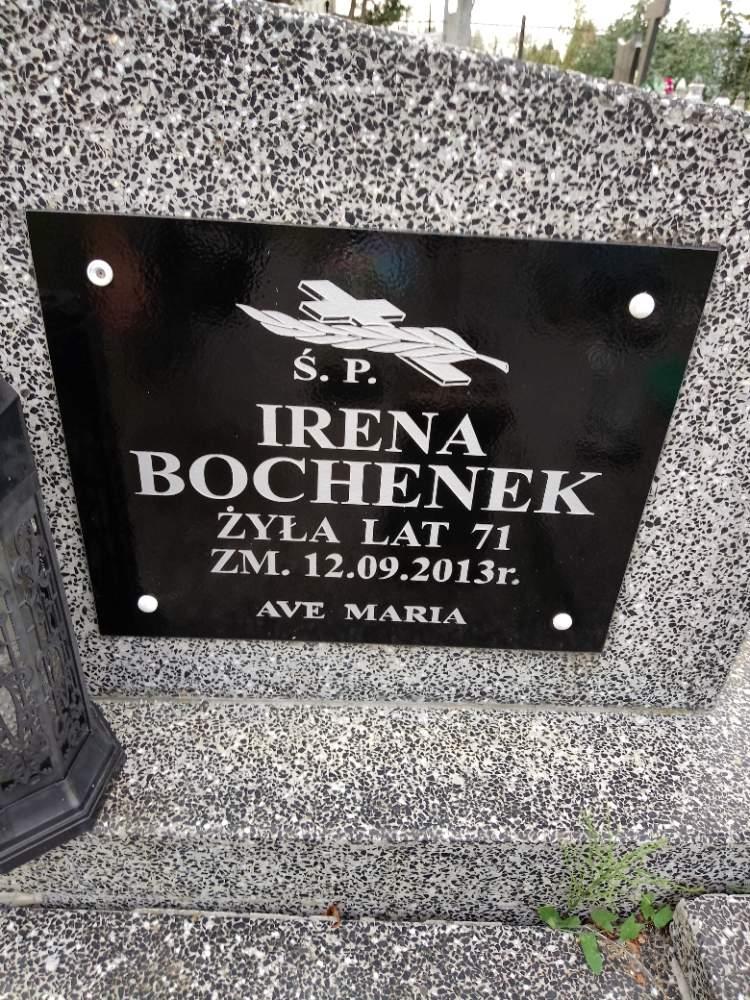 Ś. P.
IRENA
BOCHENEK
ŻYŁA LAT 71
ZM. 12.09.2013r.
AVE MARIA